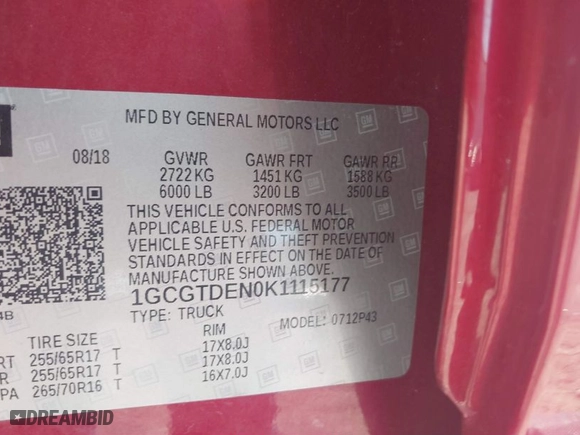 MFD BY GENERAL MOTORS LLC
08/18 GVWR GAWR FRT GAWR RR
2722 KG 1451 KG 1588 KG
6000 LB 3200 LB 3500 LB
THIS VEHICLE CONFORMS TO ALL
APPLICABLE U.S. FEDERAL MOTOR
VEHICLE SAFETY AND THEFT PREVENTION
STANDARDS IN EFFECT ON THE DATE OF
MANUFACTURE SHOWN ABOVE.
1GCGTDEN0K1115177
4B TYPE: TRUCK MODEL: 0712P43
TIRE SIZE RIM
RT 255/65R17 T 17X8.0J
R 255/65R17 T 17X8.0J
PA 265/70R16 T 16X7.0J
DREAMBID